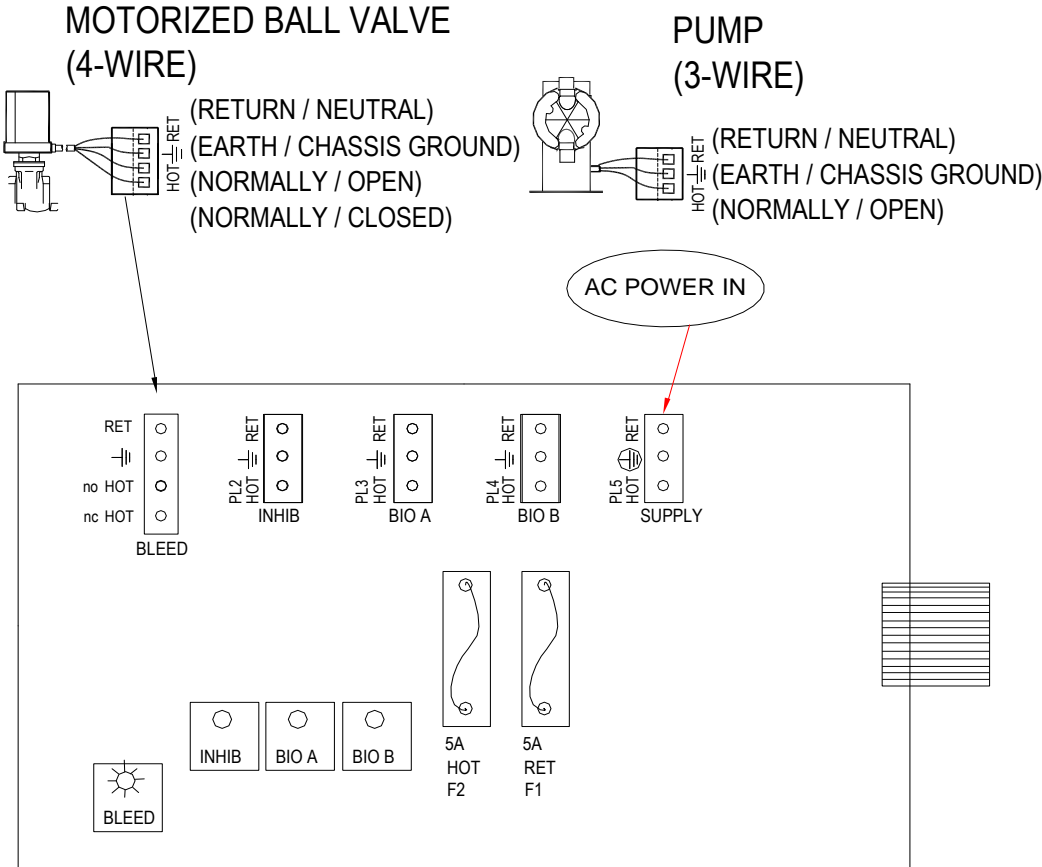 MOTORIZED BALL VALVE
(4-WIRE)
HOT RET
(RETURN / NEUTRAL)
(EARTH / CHASSIS GROUND)
(NORMALLY / OPEN)
(NORMALLY / CLOSED)
PUMP
(3-WIRE)
HOT RET
(RETURN / NEUTRAL)
(EARTH / CHASSIS GROUND)
(NORMALLY / OPEN)
AC POWER IN
RET
no HOT
nc HOT
BLEED
PL2
HOT RET
INHIB
PL3
HOT RET
BIO A
PL4
HOT RET
BIO B
PL5
HOT RET
SUPPLY
5A
HOT
F2
5A
RET
F1
INHIB
BIO A
BIO B
BLEED